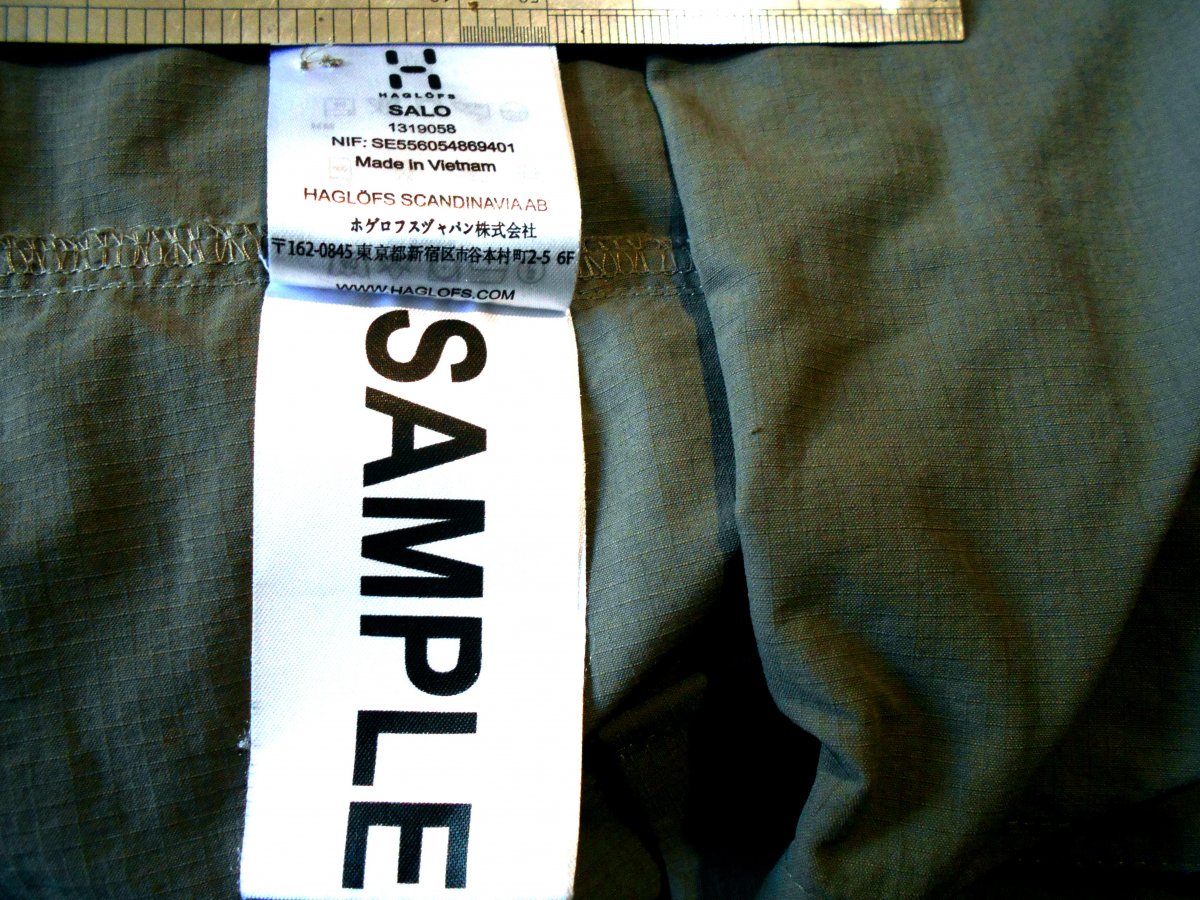 HAGLÖFS
SALO
1319058
NIF: SE556054869401
Made in Vietnam
HAGLÖFS SCANDINAVIA AB
ホグロフスヴャパン株式会社
〒162-0845 東京都新宿区市谷本村町2-5 6F
WWW.HAGLOFS.COM
SAMPLE